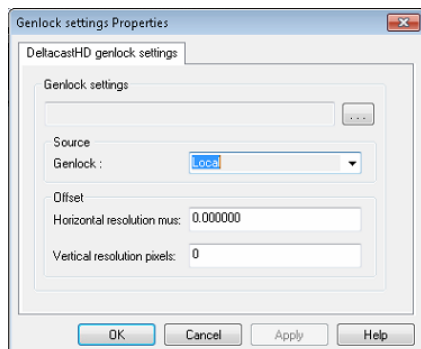 Genlock settings Properties
DeltacastHD genlock settings
Genlock settings
...
Source
Genlock :
Local
Offset
Horizontal resolution mus:
0.000000
Vertical resolution pixels:
0
OK
Cancel
Apply
Help